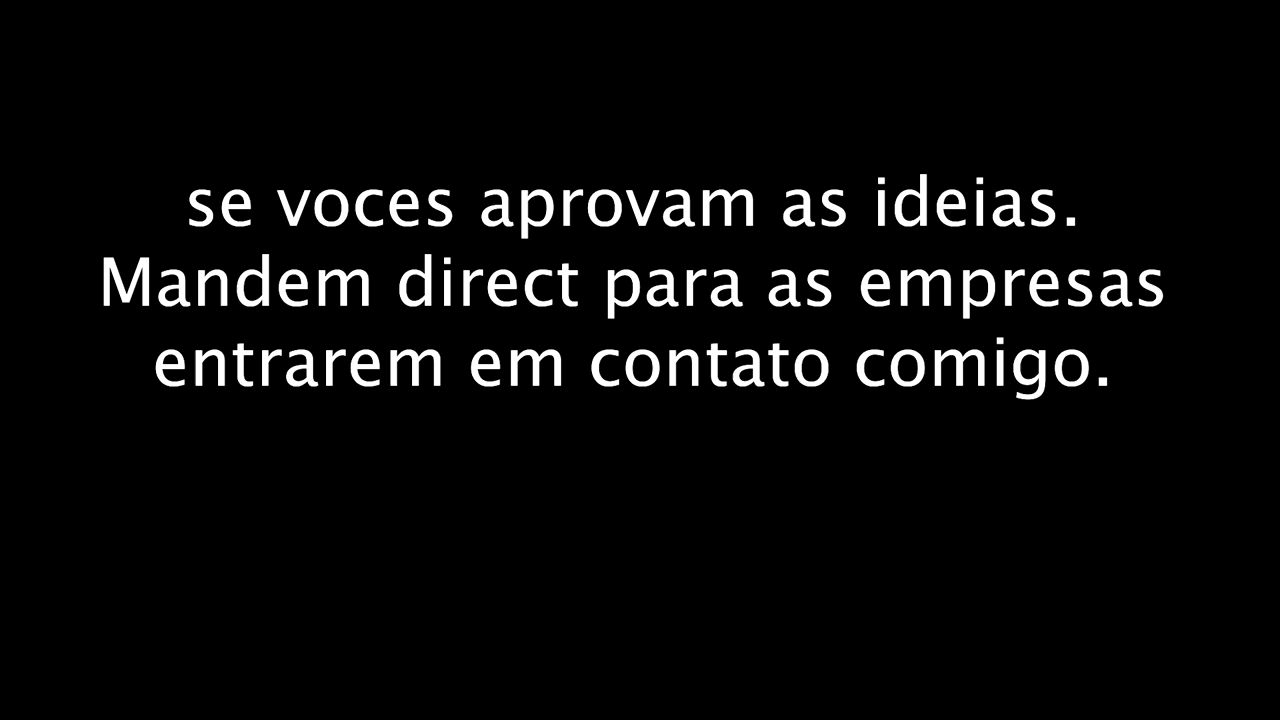 se voces aprovam as ideias.
Mandem direct para as empresas
entrarem em contato comigo.